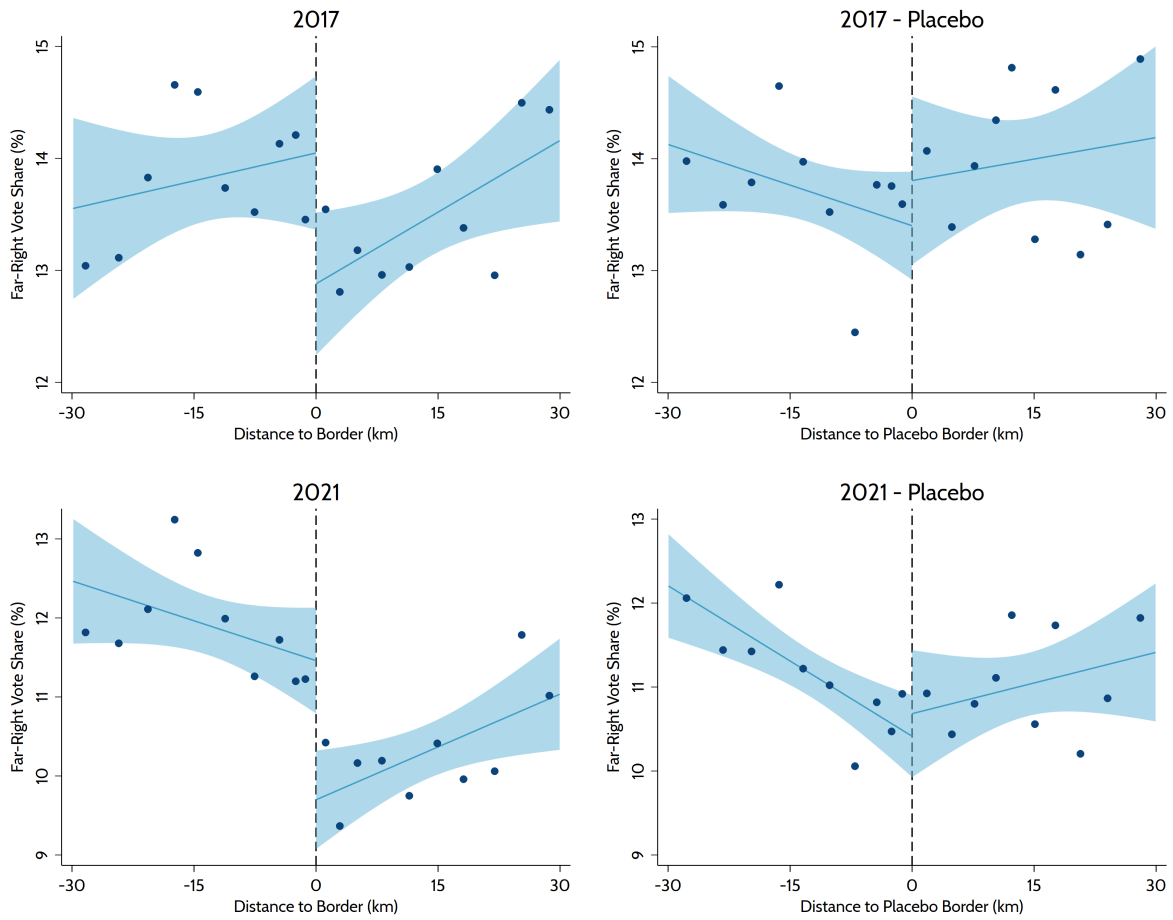 2017
Far-Right Vote Share (%)
15
14
13
12
-30 -15 0 15 30
Distance to Border (km)
2017 - Placebo
Far-Right Vote Share (%)
15
14
13
12
-30 -15 0 15 30
Distance to Placebo Border (km)
2021
Far-Right Vote Share (%)
13
12
11
10
9
-30 -15 0 15 30
Distance to Border (km)
2021 - Placebo
Far-Right Vote Share (%)
13
12
11
10
9
-30 -15 0 15 30
Distance to Placebo Border (km)